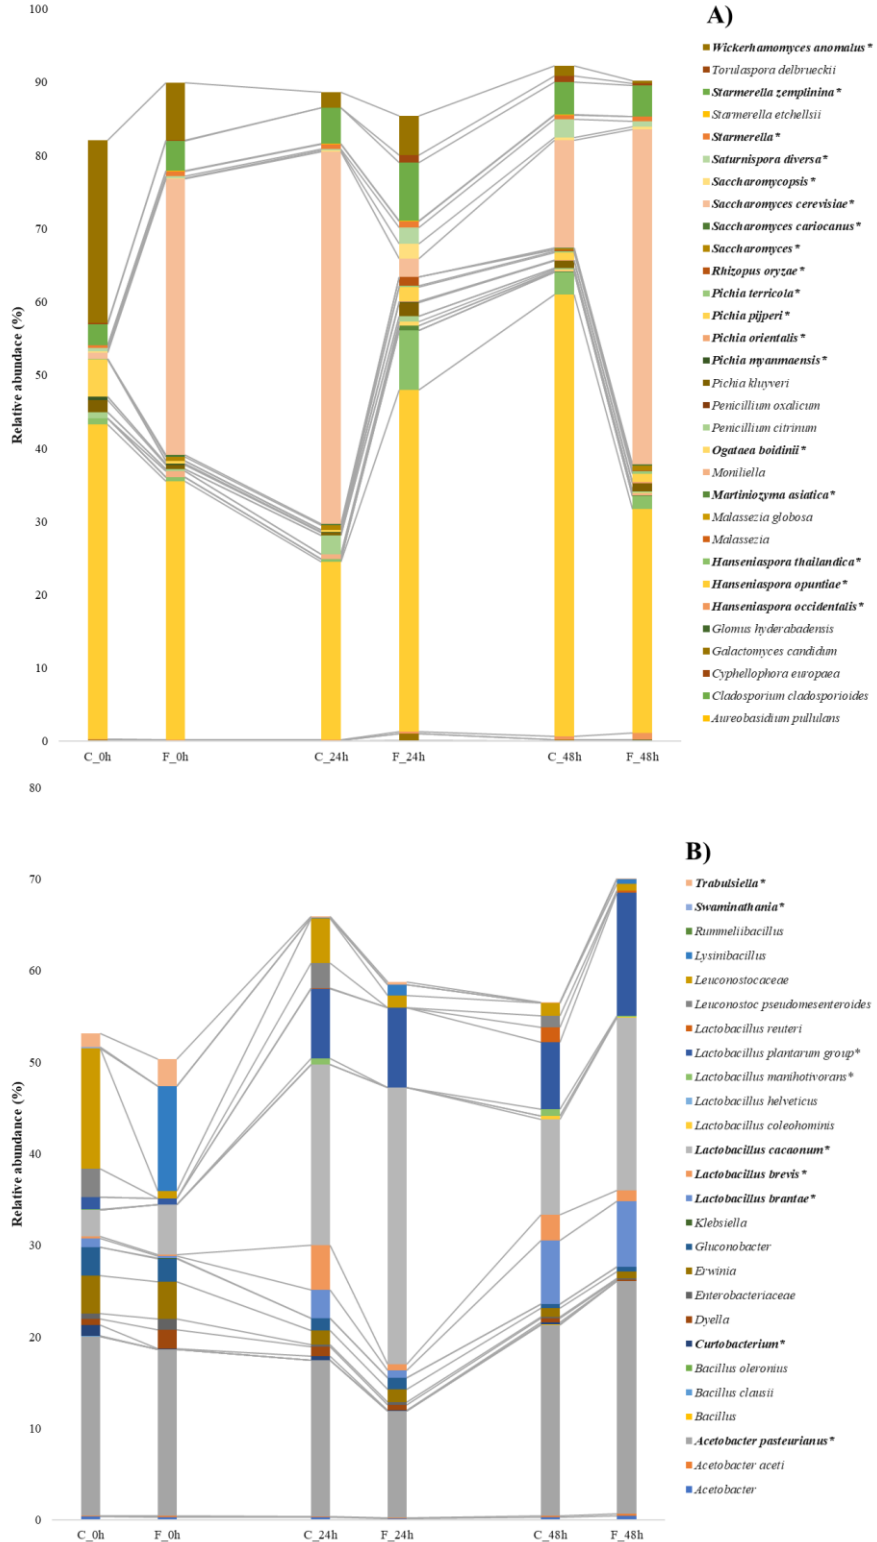 A)
100
90
80
70
60
50
40
30
20
10
0
Relative abundace (%)
C_0h
F_0h
C_24h
F_24h
C_48h
F_48h
Wickerhamomyces anomalus*
Torulaspora delbrueckii
Starmerella zemplinina*
Starmerella etchellsii
Starmerella*
Saturnispora diversa*
Saccharomycopsis*
Saccharomyces cerevisiae*
Saccharomyces cariocanus*
Saccharomyces*
Rhizopus oryzae*
Pichia terricola*
Pichia pijperi*
Pichia orientalis*
Pichia myanmaensis*
Pichia kluyveri
Penicillium oxalicum
Penicillium citrinum
Ogataea boidinii*
Moniliella
Martiniozyma asiatica*
Malassezia globosa
Malassezia
Hanseniaspora thailandica*
Hanseniaspora opuntiae*
Hanseniaspora occidentalis*
Glomus hyderabadensis
Galactomyces candidum
Cyphellophora europaea
Cladosporium cladosporioides
Aureobasidium pullulans
B)
80
70
60
50
40
30
20
10
0
Relative abundance (%)
C_0h
F_0h
C_24h
F_24h
C_48h
F_48h
Trabulsiella*
Swaminathania*
Rummeliibacillus
Lysinibacillus
Leuconostocaceae
Leuconostoc pseudomesenteroides
Lactobacillus reuteri
Lactobacillus plantarum group*
Lactobacillus manihotivorans*
Lactobacillus helveticus
Lactobacillus coleohominis
Lactobacillus cacaonum*
Lactobacillus brevis*
Lactobacillus brantae*
Klebsiella
Gluconobacter
Erwinia
Enterobacteriaceae
Dyella
Curtobacterium*
Bacillus oleronius
Bacillus clausii
Bacillus
Acetobacter pasteurianus*
Acetobacter aceti
Acetobacter